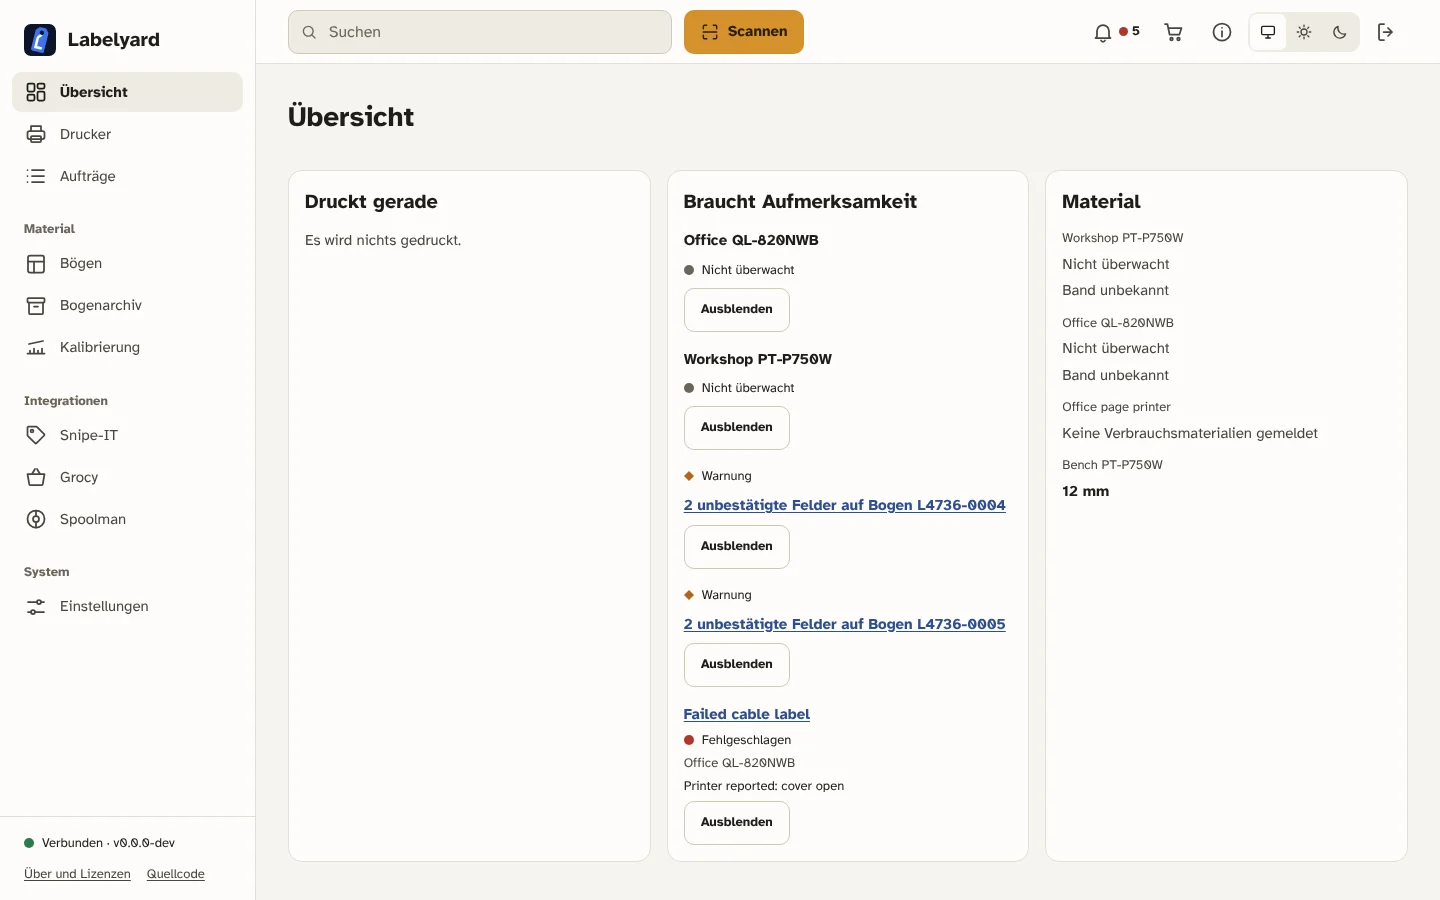 Labelyard
Suchen
Scannen
5
Übersicht
Drucker
Aufträge
Material
Bögen
Bogenarchiv
Kalibrierung
Integrationen
Snipe-IT
Grocy
Spoolman
System
Einstellungen
Verbunden · v0.0.0-dev
Über und Lizenzen
Quellcode
Übersicht
Druckt gerade
Es wird nichts gedruckt.
Braucht Aufmerksamkeit
Office QL-820NWB
Nicht überwacht
Ausblenden
Workshop PT-P750W
Nicht überwacht
Ausblenden
Warnung
2 unbestätigte Felder auf Bogen L4736-0004
Ausblenden
Warnung
2 unbestätigte Felder auf Bogen L4736-0005
Ausblenden
Failed cable label
Fehlgeschlagen
Office QL-820NWB
Printer reported: cover open
Ausblenden
Material
Workshop PT-P750W
Nicht überwacht
Band unbekannt
Office QL-820NWB
Nicht überwacht
Band unbekannt
Office page printer
Keine Verbrauchsmaterialien gemeldet
Bench PT-P750W
12 mm